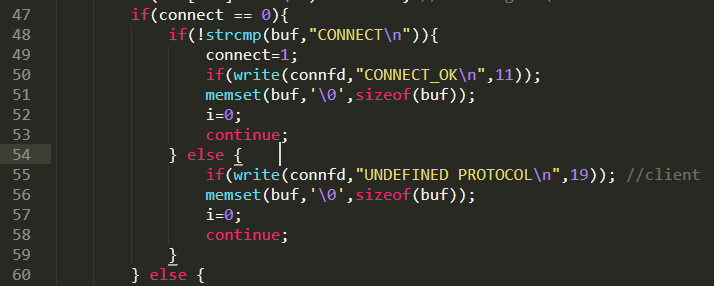 47 if(connect == 0){
48 if(!strcmp(buf,"CONNECT\n")){
49 connect=1;
50 if(write(connfd,"CONNECT_OK\n",11));
51 memset(buf,'\0',sizeof(buf));
52 i=0;
53 continue;
54 } else {
55 if(write(connfd,"UNDEFINED PROTOCOL\n",19)); //client
56 memset(buf,'\0',sizeof(buf));
57 i=0;
58 continue;
59 }
60 } else {